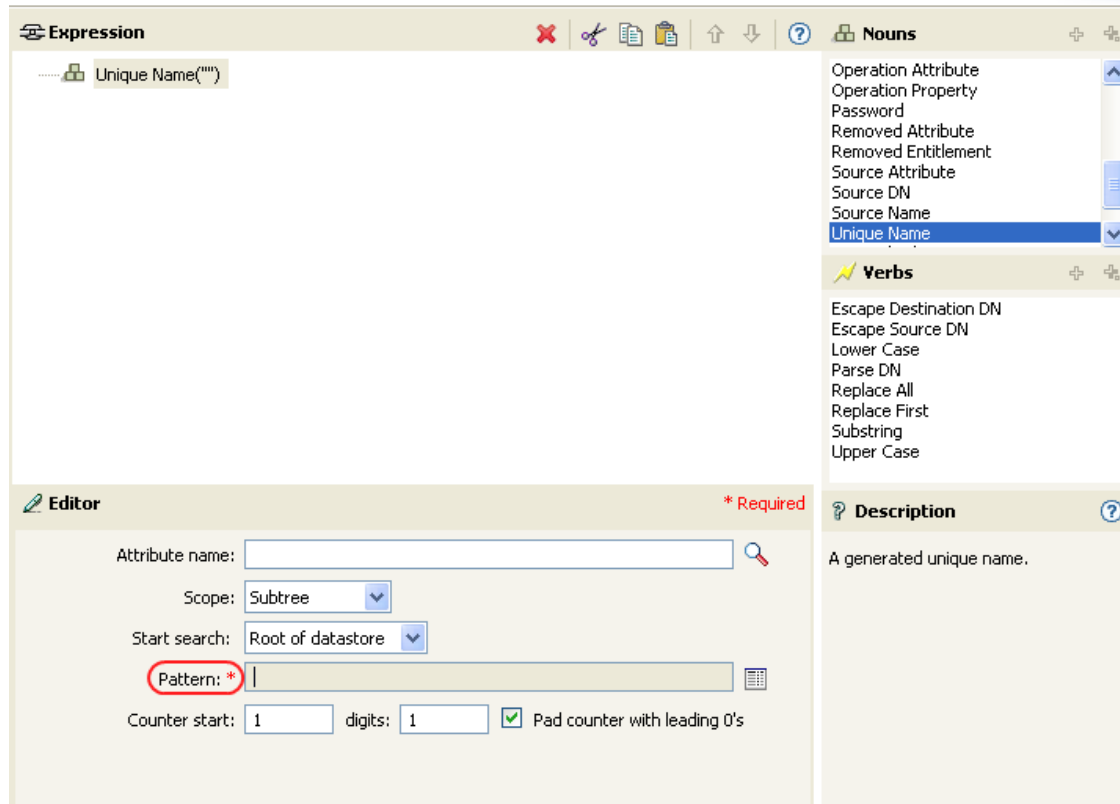 Expression
Unique Name("")
Nouns
Operation Attribute
Operation Property
Password
Removed Attribute
Removed Entitlement
Source Attribute
Source DN
Source Name
Unique Name
Verbs
Escape Destination DN
Escape Source DN
Lower Case
Parse DN
Replace All
Replace First
Substring
Upper Case
Editor
* Required
Attribute name:
Scope: Subtree
Start search: Root of datastore
Pattern: *
Counter start: 1 digits: 1 Pad counter with leading 0's
Description
A generated unique name.